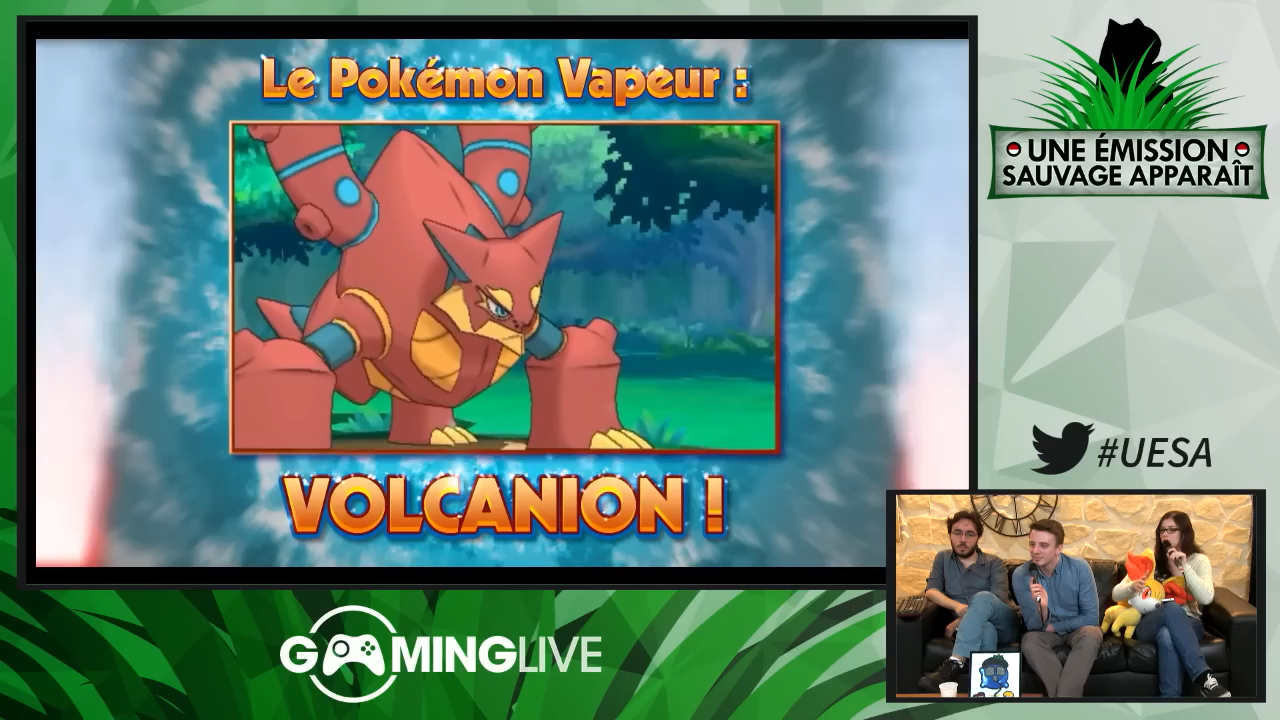 Le Pokémon Vapeur :
VOLCANION !
UNE ÉMISSION
SAUVAGE APPARAÎT
#UESA
GAMINGLIVE